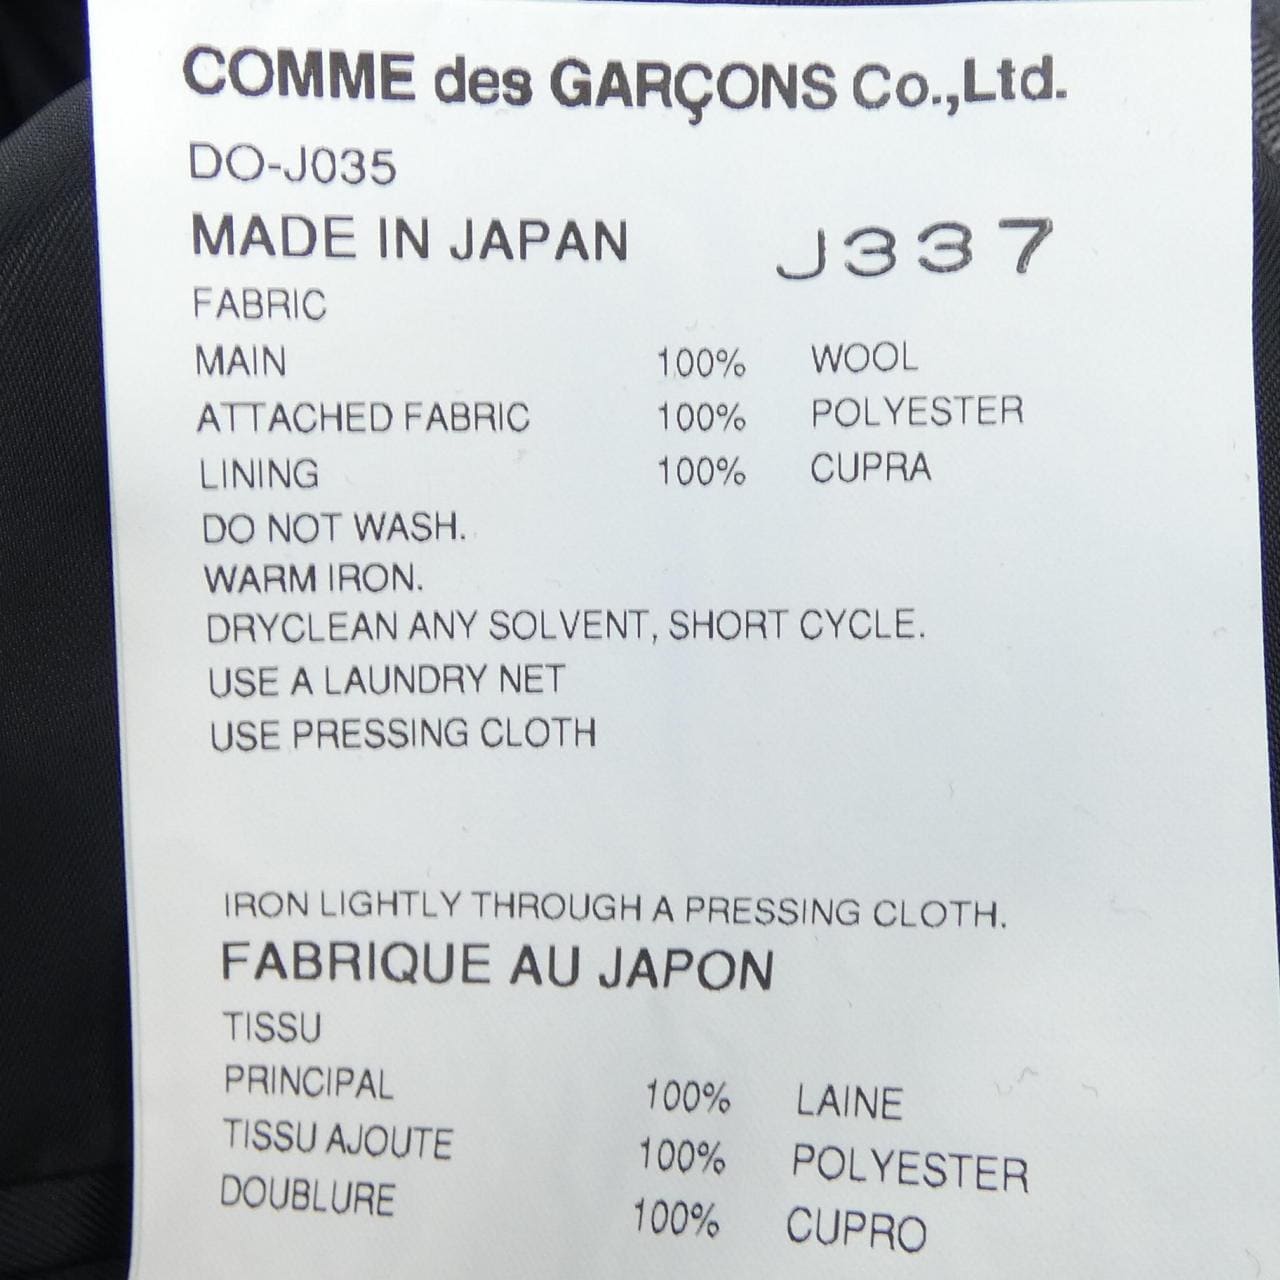 COMME des GARÇONS Co.,Ltd.
DO-J035
MADE IN JAPAN J337
FABRIC
MAIN 100% WOOL
ATTACHED FABRIC 100% POLYESTER
LINING 100% CUPRA
DO NOT WASH.
WARM IRON.
DRYCLEAN ANY SOLVENT, SHORT CYCLE.
USE A LAUNDRY NET
USE PRESSING CLOTH
IRON LIGHTLY THROUGH A PRESSING CLOTH.
FABRIQUE AU JAPON
TISSU
PRINCIPAL 100% LAINE
TISSU AJOUTE 100% POLYESTER
DOUBLURE 100% CUPRO